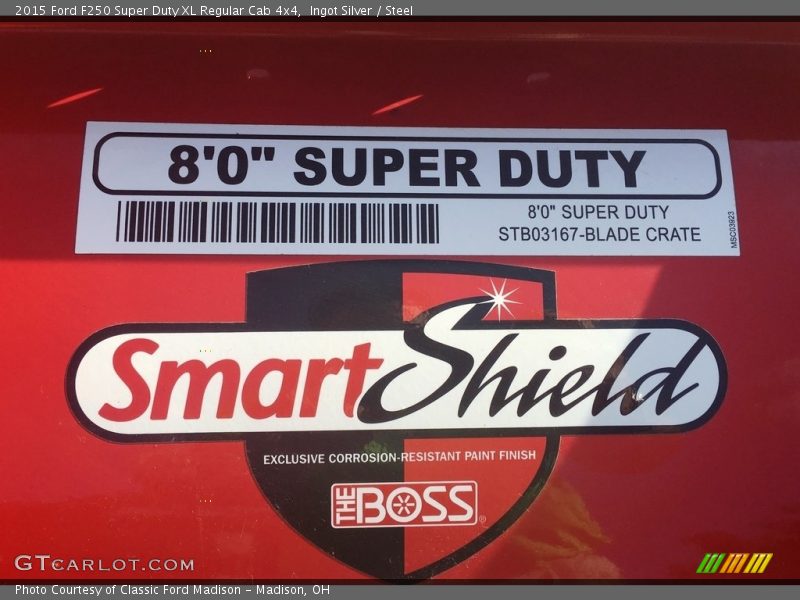 2015 Ford F250 Super Duty XL Regular Cab 4x4, Ingot Silver / Steel
8'0" SUPER DUTY
8'0" SUPER DUTY
STB03167-BLADE CRATE
MSC03923
SmartShield
EXCLUSIVE CORROSION-RESISTANT PAINT FINISH
THE BOSS®
GTCARLOT.COM
Photo Courtesy of Classic Ford Madison - Madison, OH